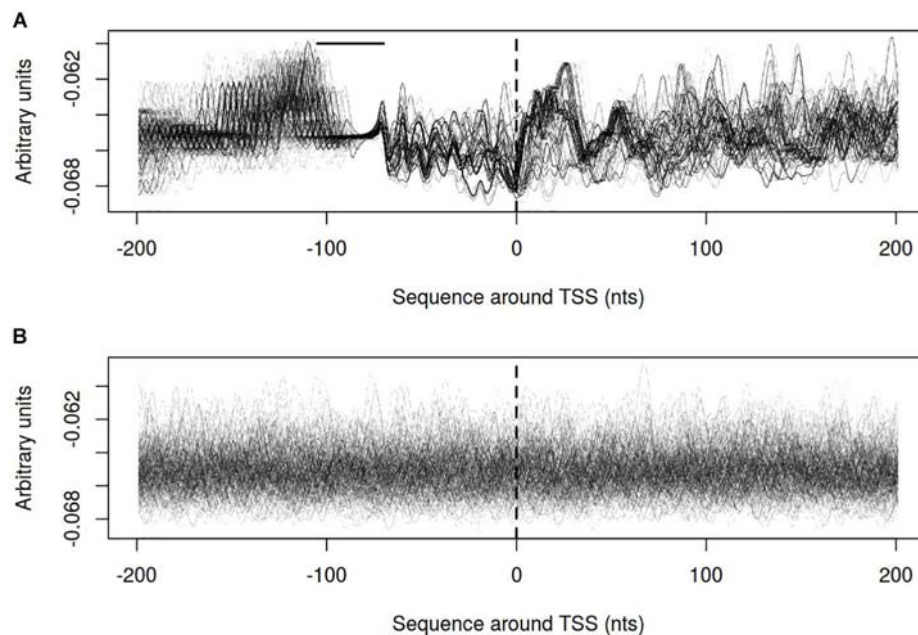 A
Arbitrary units
-0.062
-0.068
-200 -100 0 100 200
Sequence around TSS (nts)
B
Arbitrary units
-0.062
-0.068
-200 -100 0 100 200
Sequence around TSS (nts)